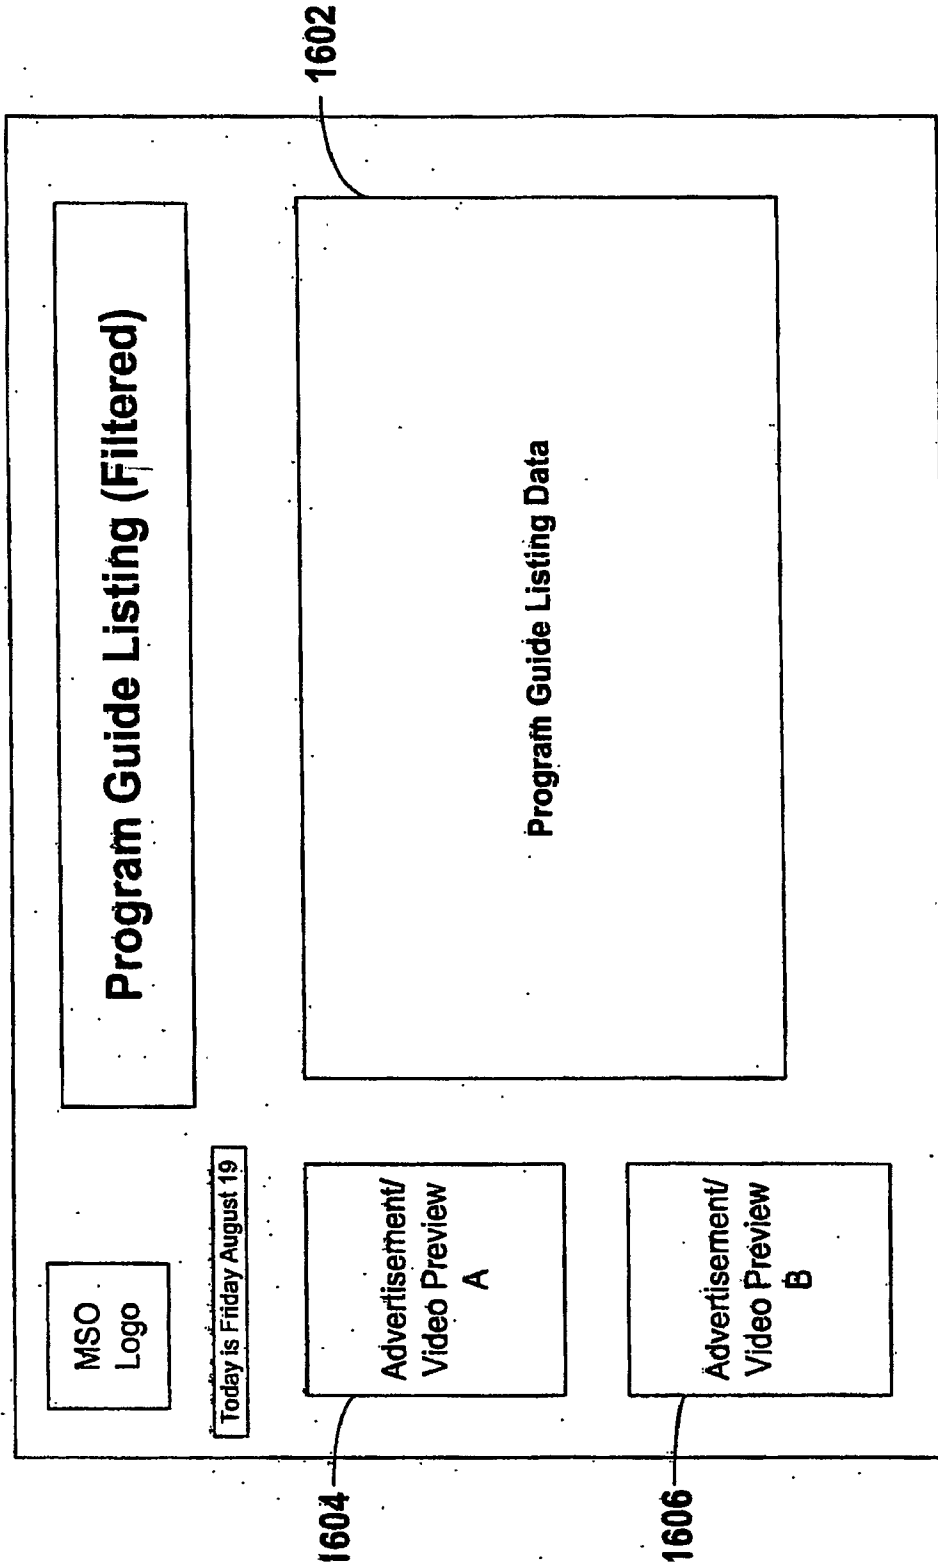 MSO
Logo
Program Guide Listing (Filtered)
Today is Friday August 19
1604
Advertisement/
Video Preview
A
Program Guide Listing Data
1602
1606
Advertisement/
Video Preview
B